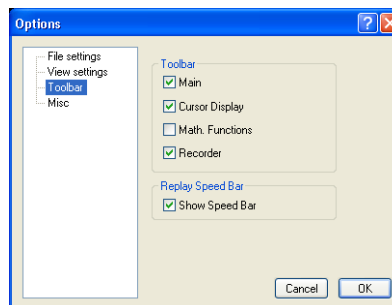 Options
File settings
View settings
Toolbar
Misc
Toolbar
Main
Cursor Display
Math. Functions
Recorder
Replay Speed Bar
Show Speed Bar
Cancel
OK